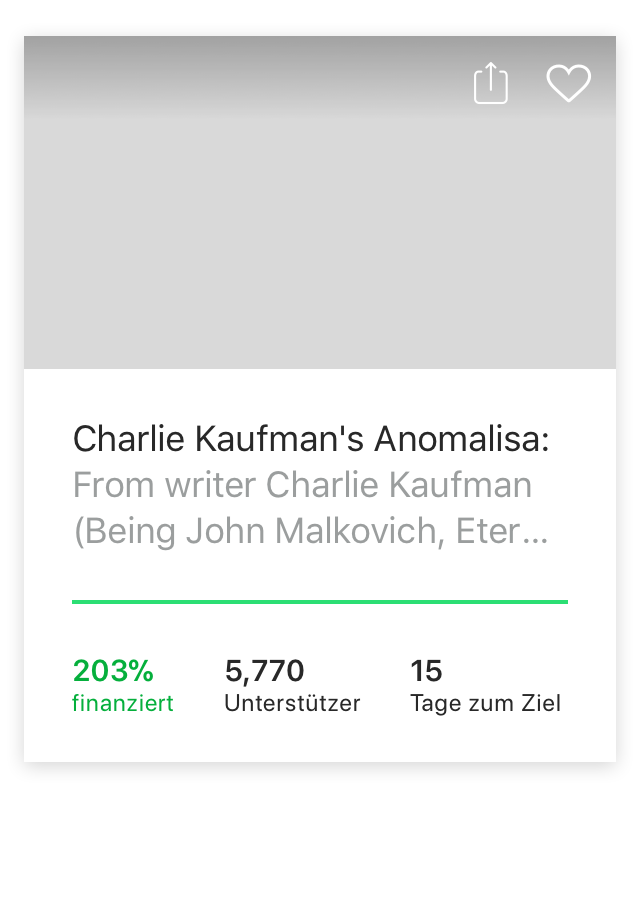 Charlie Kaufman's Anomalisa:
From writer Charlie Kaufman
(Being John Malkovich, Eter...
203%
finanziert
5,770
Unterstützer
15
Tage zum Ziel